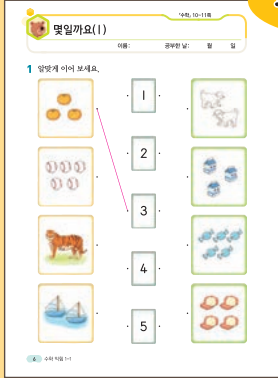 「수학」 10~11쪽
몇일까요(1)
이름: 공부한 날: 월 일
1 알맞게 이어 보세요.
1
2
3
4
5
6 수학 익힘 1-1